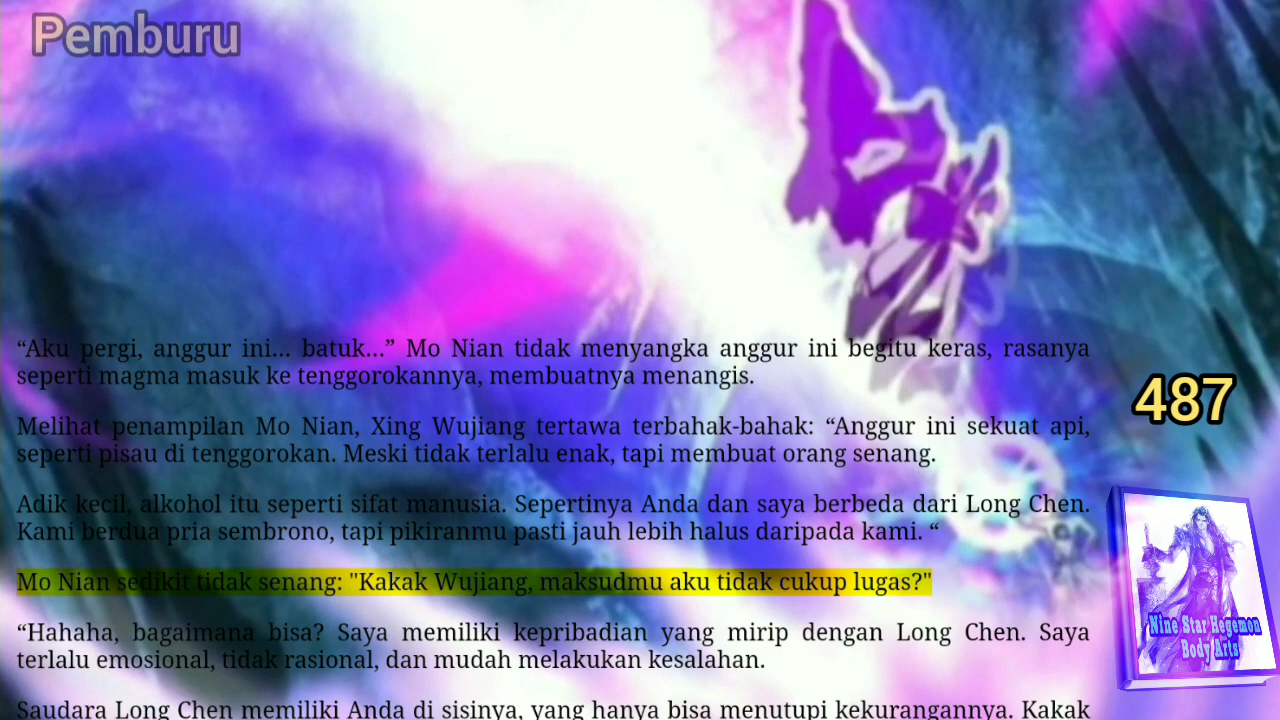 Pemburu
“Aku pergi, anggur ini... batuk...” Mo Nian tidak menyangka anggur ini begitu keras, rasanya
seperti magma masuk ke tenggorokannya, membuatnya menangis.
Melihat penampilan Mo Nian, Xing Wujiang tertawa terbahak-bahak: “Anggur ini sekuat api,
seperti pisau di tenggorokan. Meski tidak terlalu enak, tapi membuat orang senang.
Adik kecil, alkohol itu seperti sifat manusia. Sepertinya Anda dan saya berbeda dari Long Chen.
Kami berdua pria sembrono, tapi pikiranmu pasti jauh lebih halus daripada kami. “
Mo Nian sedikit tidak senang: "Kakak Wujiang, maksudmu aku tidak cukup lugas?"
“Hahaha, bagaimana bisa? Saya memiliki kepribadian yang mirip dengan Long Chen. Saya
terlalu emosional, tidak rasional, dan mudah melakukan kesalahan.
Saudara Long Chen memiliki Anda di sisinya, yang hanya bisa menutupi kekurangannya. Kakak
487
Nine Star Hegemon
Body Arts